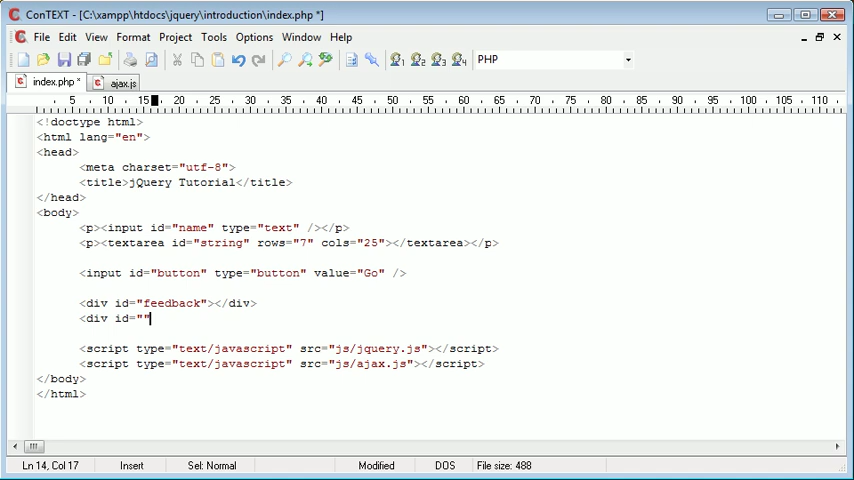 ConTEXT - [C:\xampp\htdocs\jquery\introduction\index.php *]
File Edit View Format Project Tools Options Window Help
1 2 3 4 PHP
index.php * ajax.js
5 10 15 20 25 30 35 40 45 50 55 60 65 70 75 80 85 90 95 100 105 110
<!doctype html>
<html lang="en">
<head>
<meta charset="utf-8">
<title>jQuery Tutorial</title>
</head>
<body>
<p><input id="name" type="text" /></p>
<p><textarea id="string" rows="7" cols="25"></textarea></p>
<input id="button" type="button" value="Go" />
<div id="feedback"></div>
<div id=""
<script type="text/javascript" src="js/jquery.js"></script>
<script type="text/javascript" src="js/ajax.js"></script>
</body>
</html>
Ln 14, Col 17 Insert Sel: Normal Modified DOS File size: 488